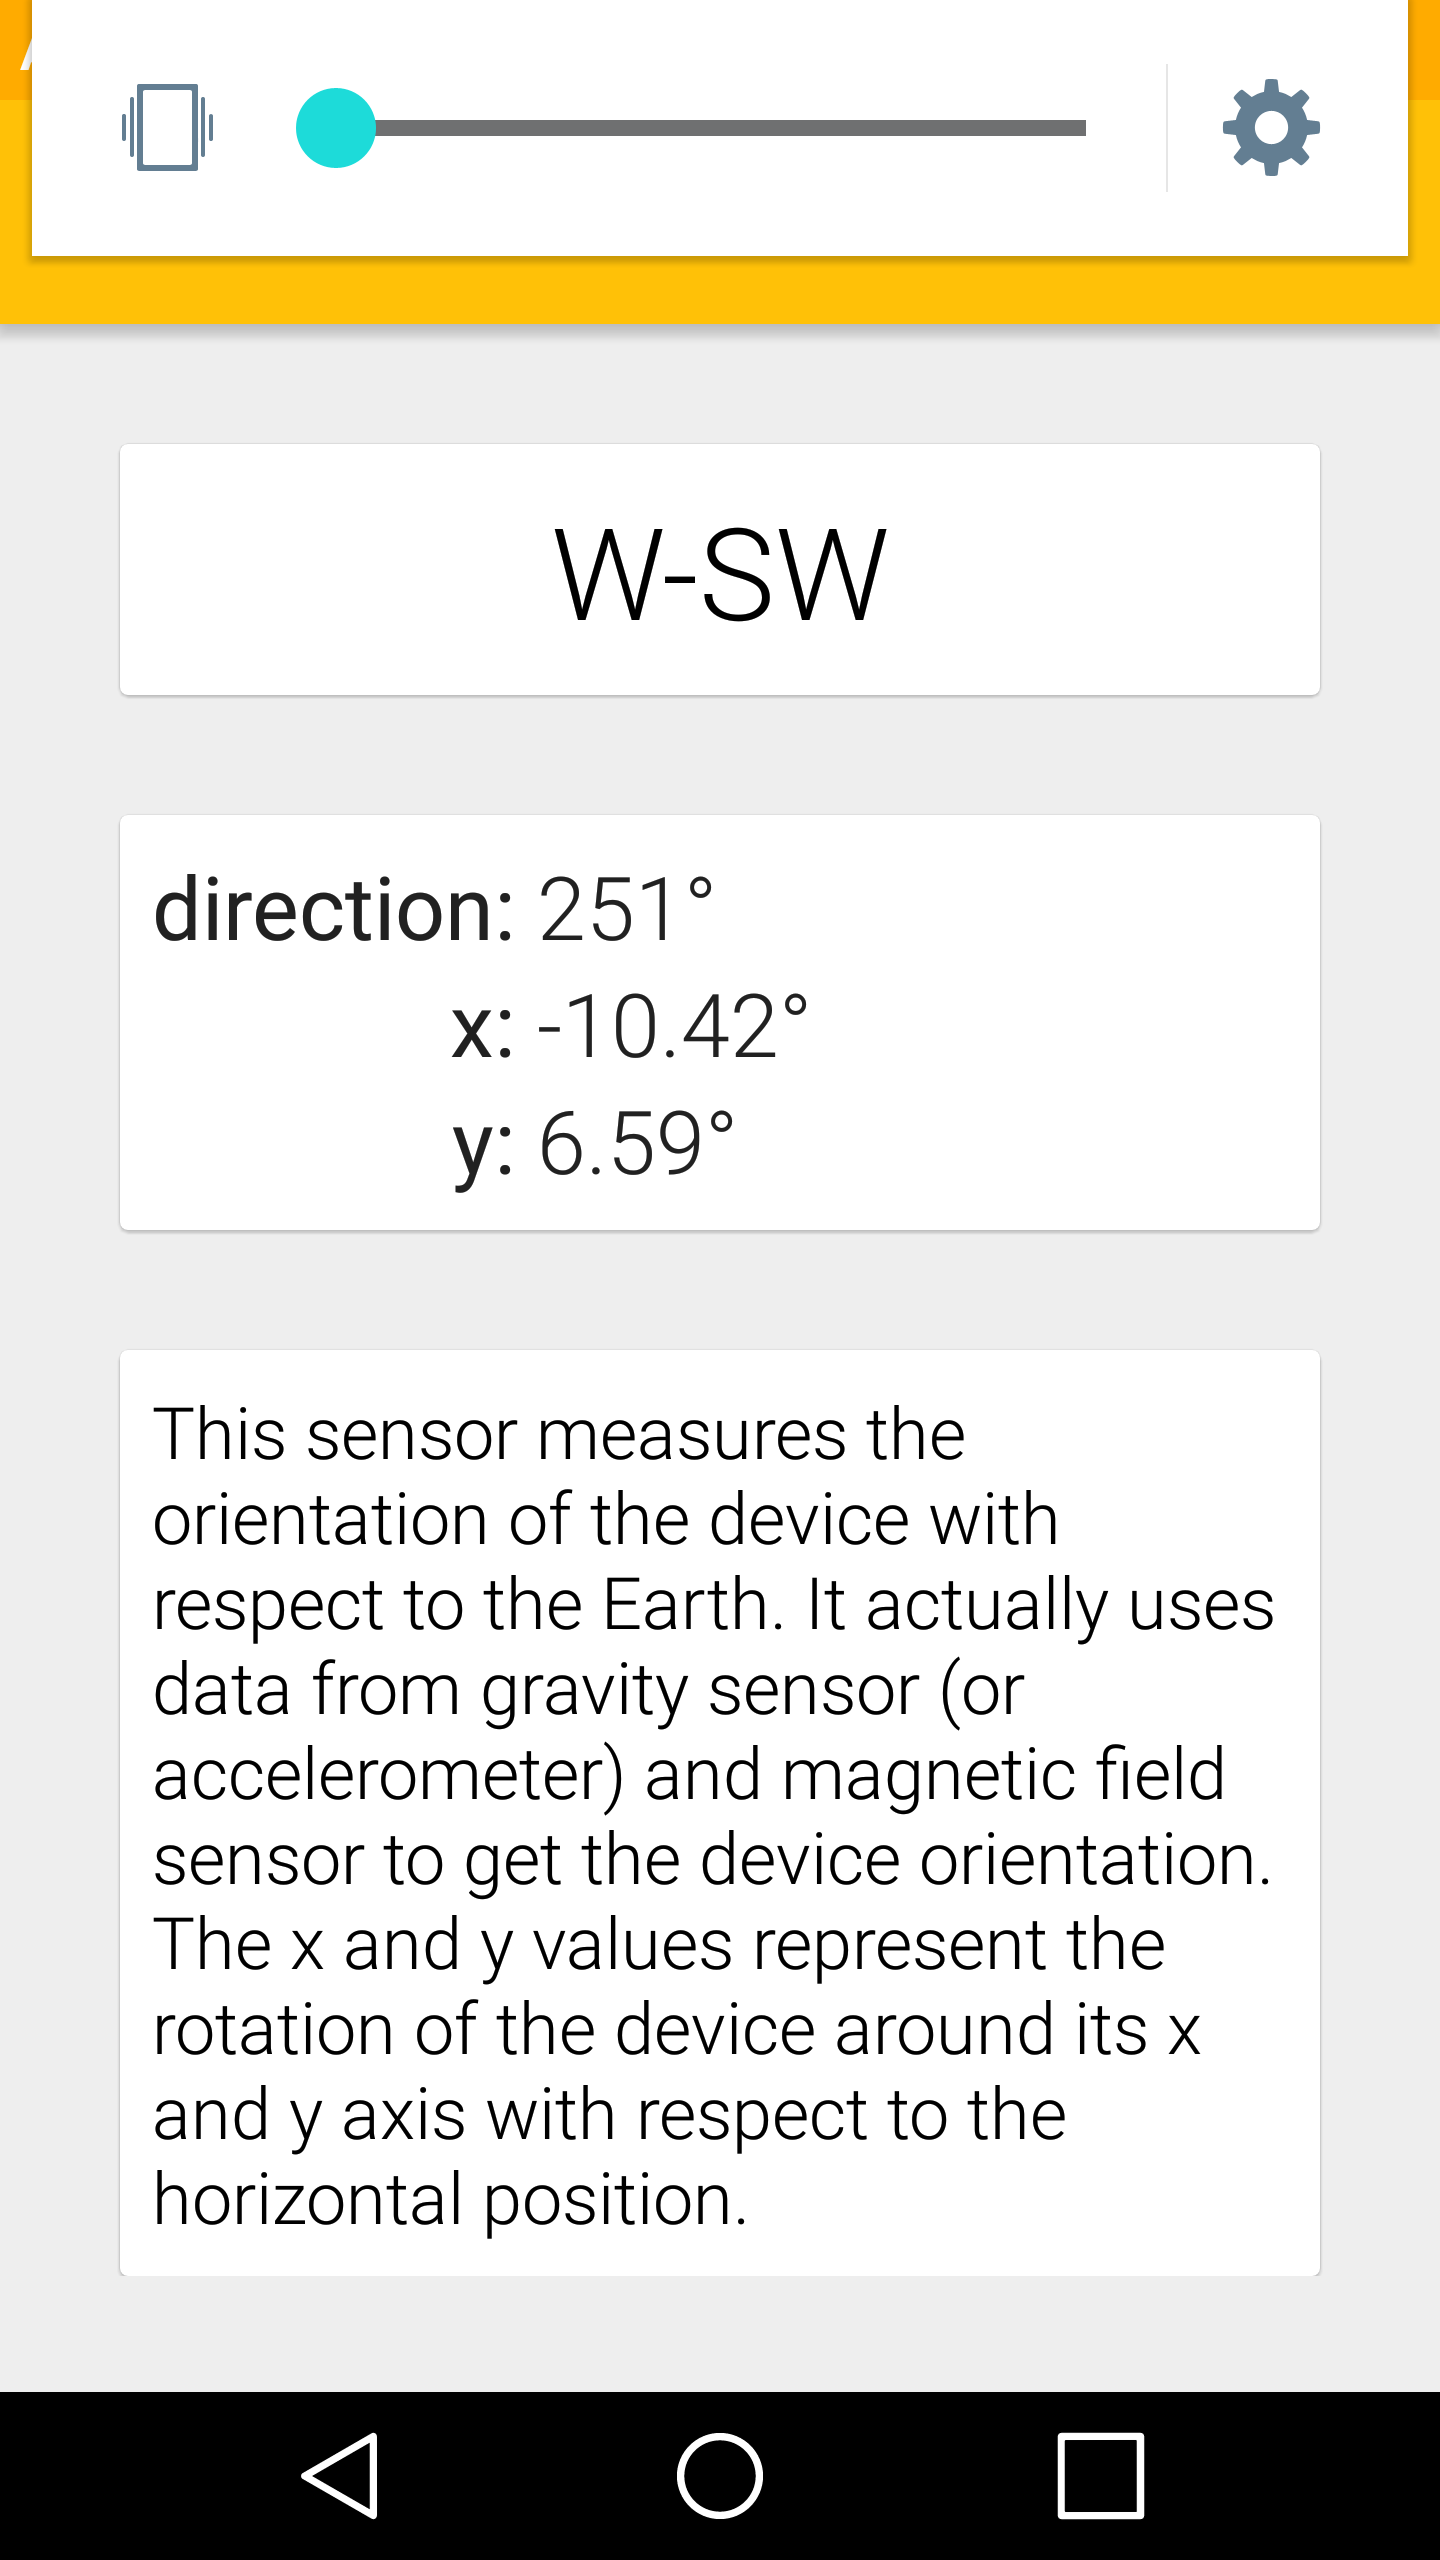 W-SW
direction: 251°
x: -10.42°
y: 6.59°
This sensor measures the
orientation of the device with
respect to the Earth. It actually uses
data from gravity sensor (or
accelerometer) and magnetic field
sensor to get the device orientation.
The x and y values represent the
rotation of the device around its x
and y axis with respect to the
horizontal position.